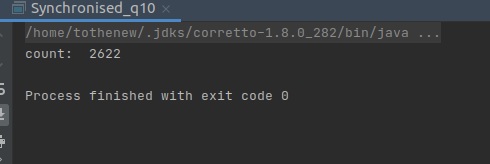 Synchronised_q10
/home/tothenew/.jdks/corretto-1.8.0_282/bin/java ...
count:  2622
Process finished with exit code 0